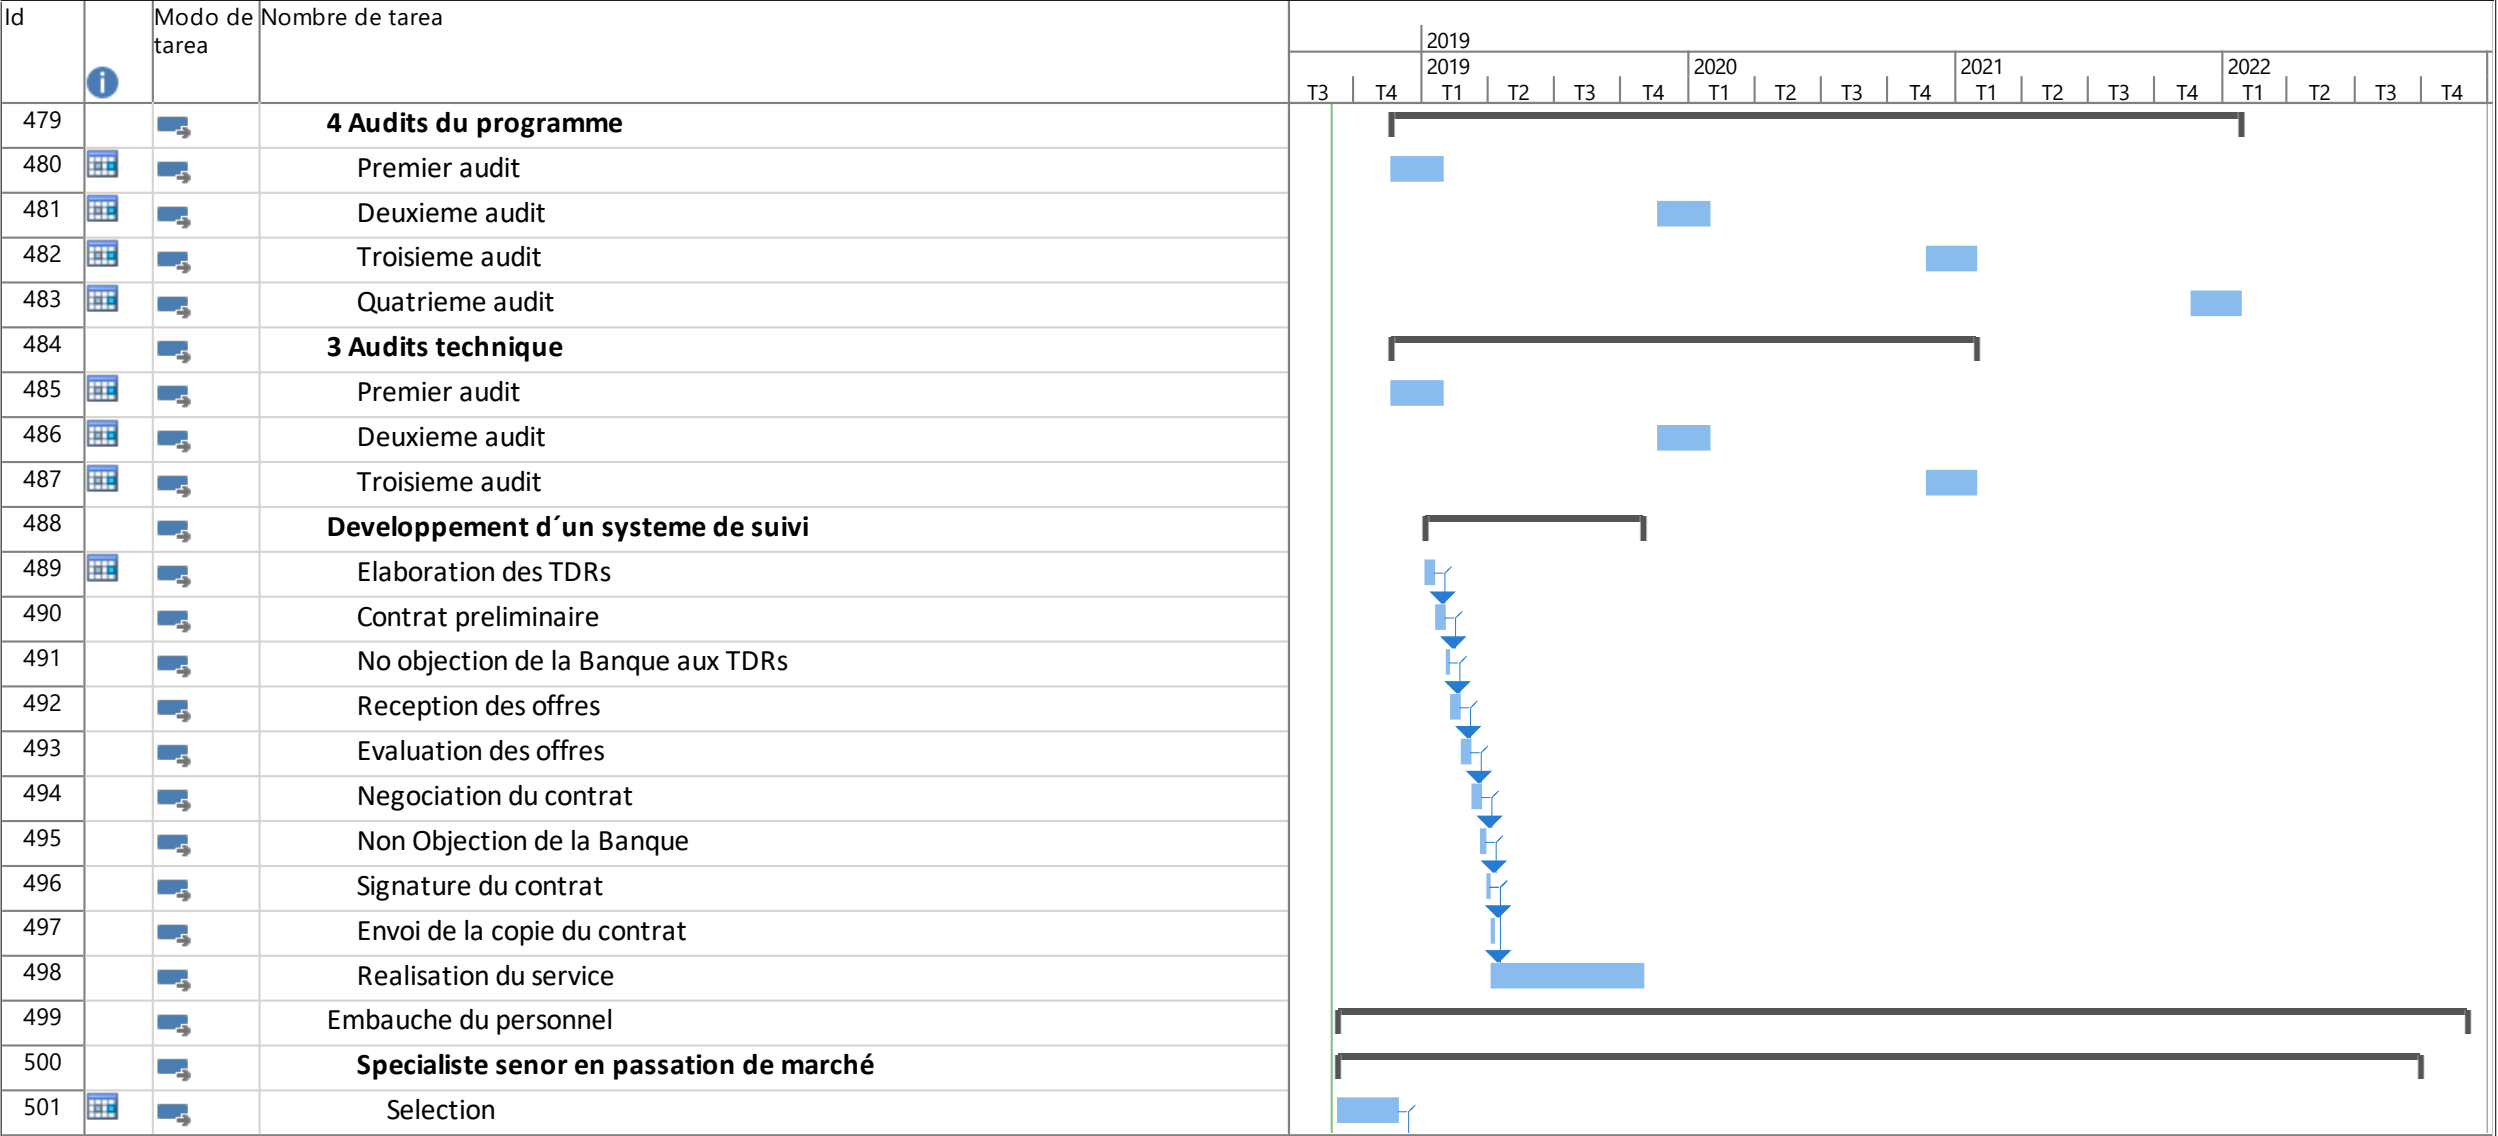 Id Modo de tarea Nombre de tarea
2019
2019 2020 2021 2022
T3 T4 T1 T2 T3 T4 T1 T2 T3 T4 T1 T2 T3 T4 T1 T2 T3 T4
479 4 Audits du programme
480 Premier audit
481 Deuxieme audit
482 Troisieme audit
483 Quatrieme audit
484 3 Audits technique
485 Premier audit
486 Deuxieme audit
487 Troisieme audit
488 Developpement d´un systeme de suivi
489 Elaboration des TDRs
490 Contrat preliminaire
491 No objection de la Banque aux TDRs
492 Reception des offres
493 Evaluation des offres
494 Negociation du contrat
495 Non Objection de la Banque
496 Signature du contrat
497 Envoi de la copie du contrat
498 Realisation du service
499 Embauche du personnel
500 Specialiste senor en passation de marché
501 Selection